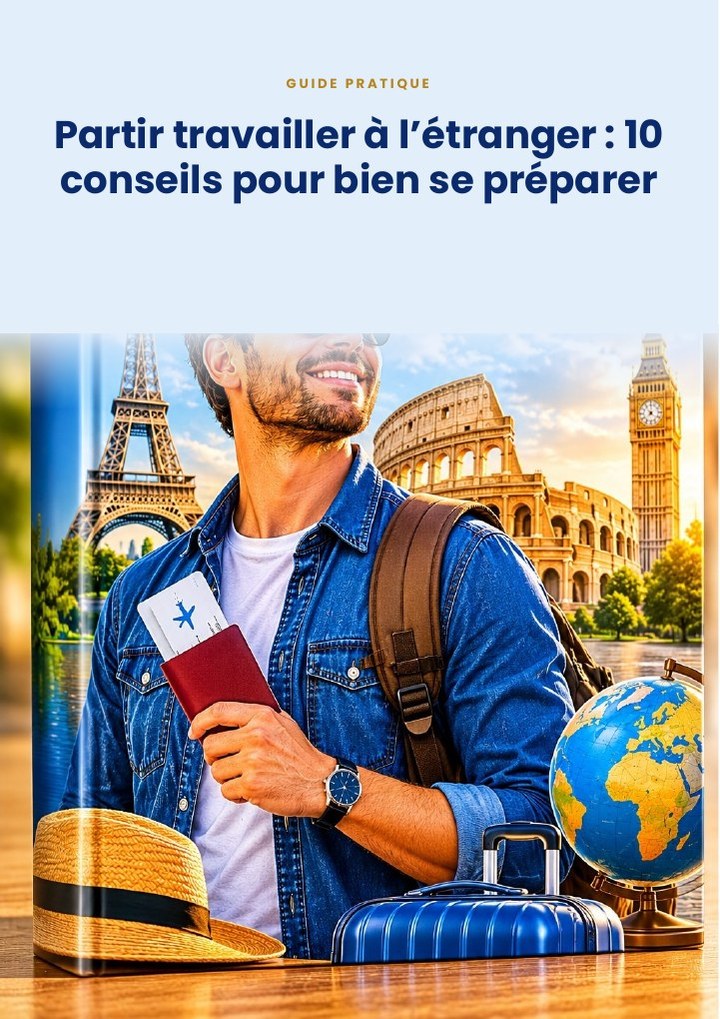 GUIDE PRATIQUE
Partir travailler à l’étranger : 10
conseils pour bien se préparer